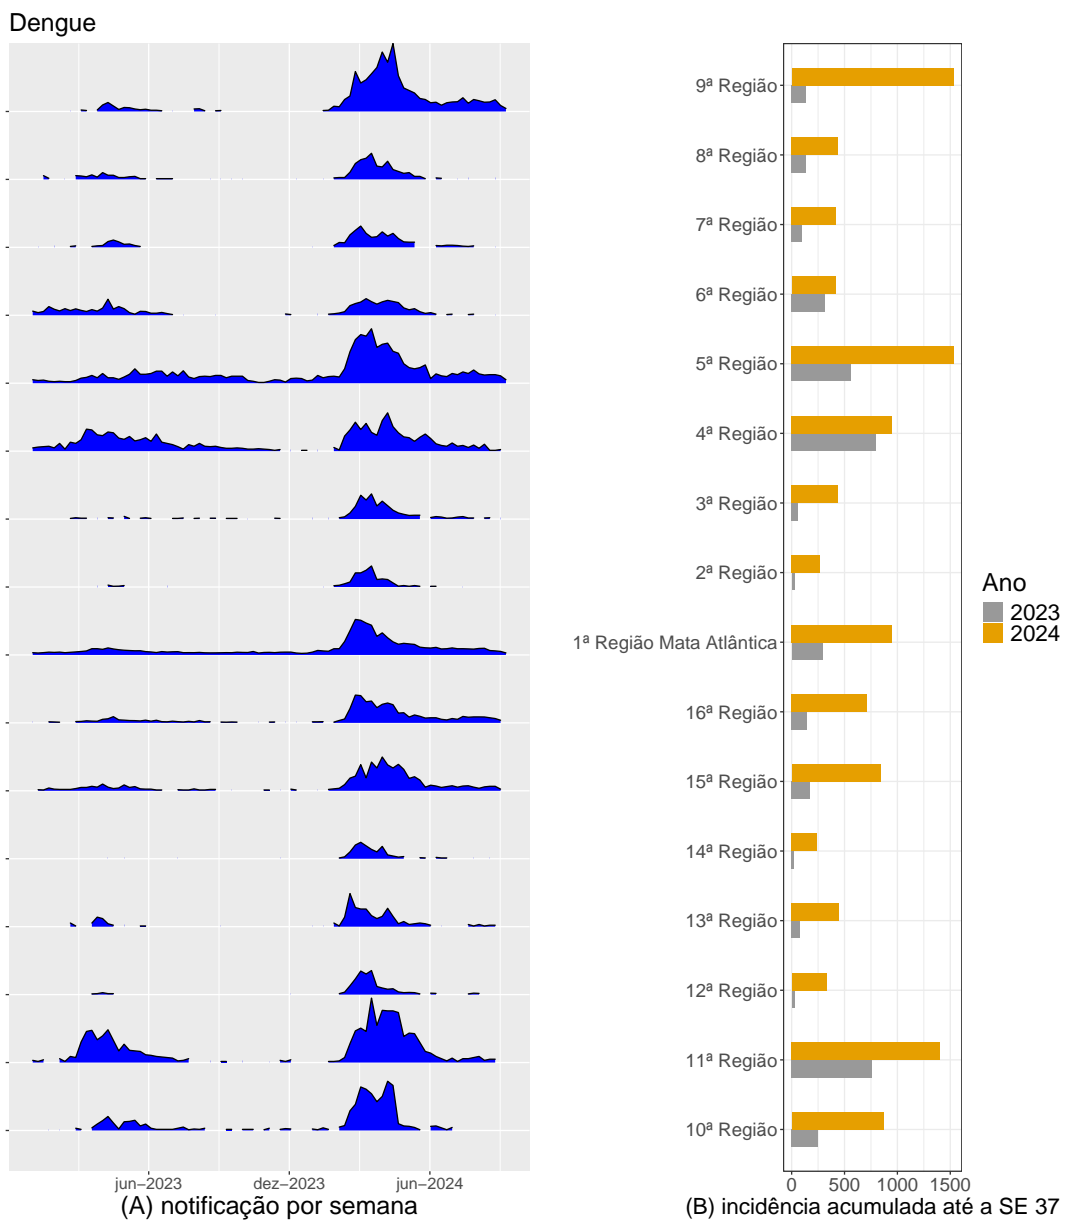 Dengue
9ª Região
8ª Região
7ª Região
6ª Região
5ª Região
4ª Região
3ª Região
2ª Região
1ª Região Mata Atlântica
16ª Região
15ª Região
14ª Região
13ª Região
12ª Região
11ª Região
10ª Região
Ano
2023
2024
jun–2023 dez–2023 jun–2024
(A) notificação por semana
0 500 1000 1500
(B) incidência acumulada até a SE 37